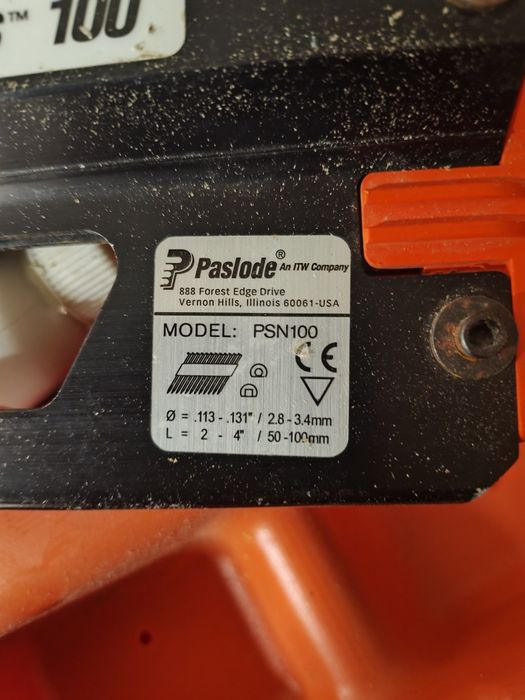 ™ 100
Paslode® An ITW Company
888 Forest Edge Drive
Vernon Hills, Illinois 60061-USA
MODEL: PSN100
CE
Ø = .113 - .131" / 2.8 - 3.4mm
L = 2 - 4" / 50-100mm